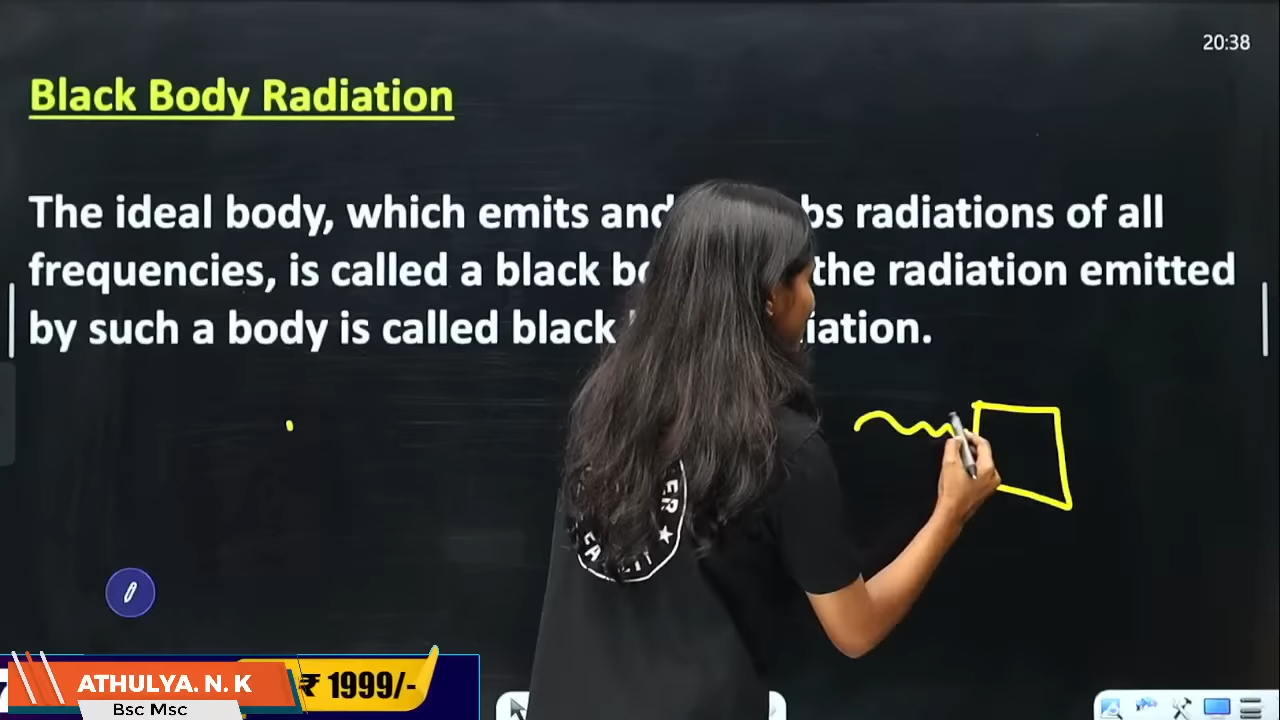 20:38
Black Body Radiation
The ideal body, which emits and bs radiations of all
frequencies, is called a black the radiation emitted
by such a body is called black iation.
ER
ATHULYA. N. K
₹ 1999/-
Bsc Msc